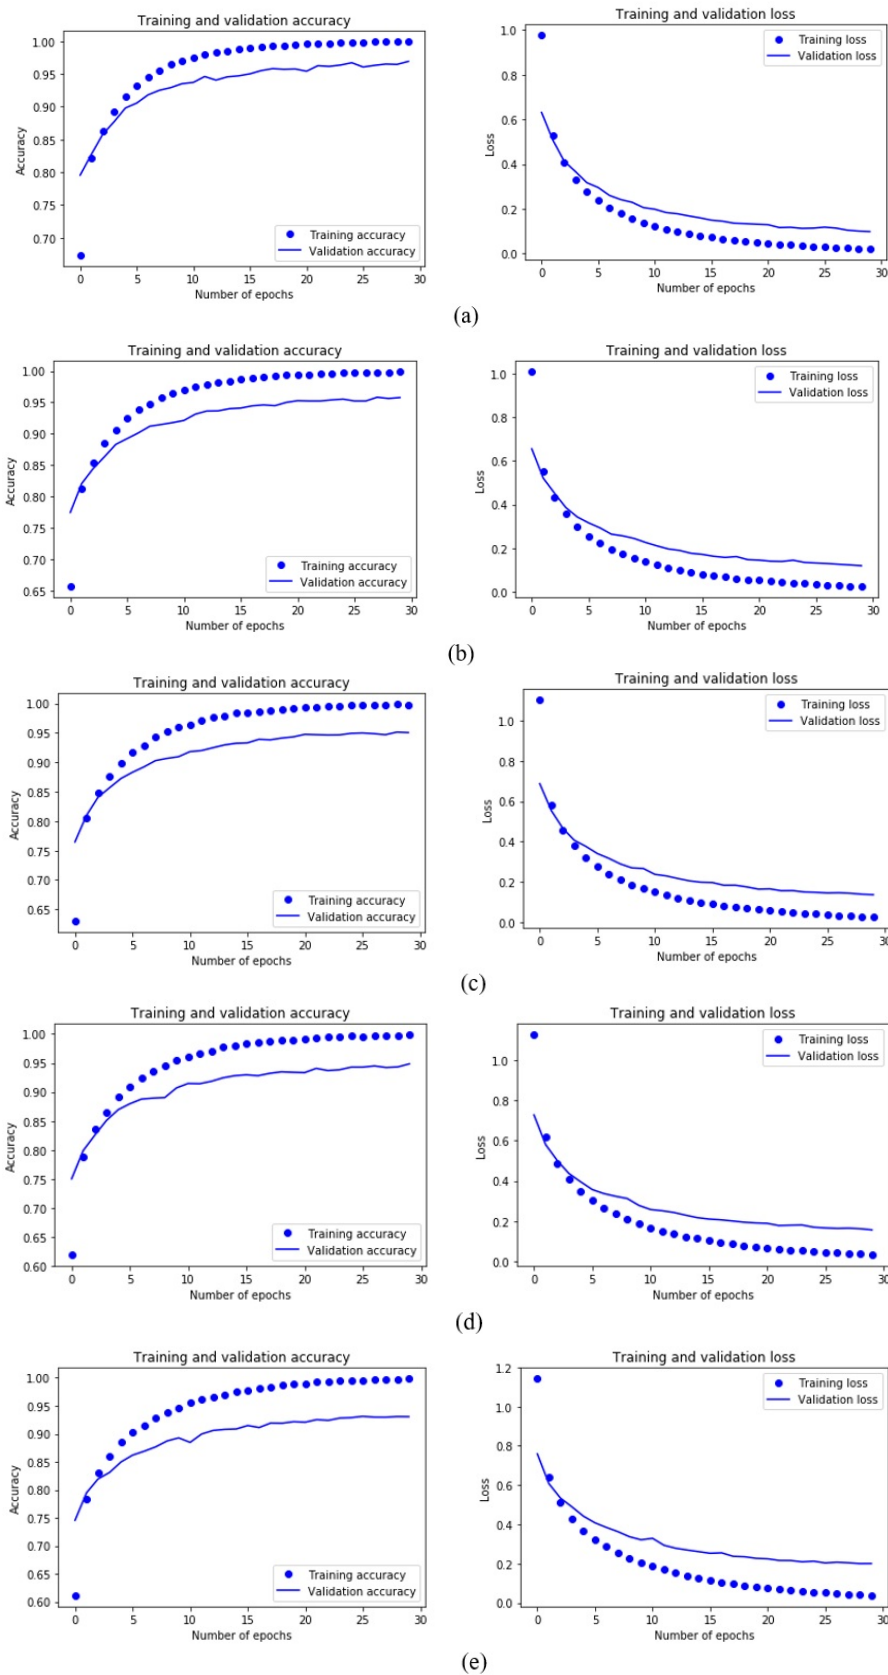 Training and validation accuracy
1.00
0.95
0.90
0.85
0.80
0.75
0.70
Accuracy
Training accuracy
Validation accuracy
0 5 10 15 20 25 30
Number of epochs
Training and validation loss
1.0
0.8
0.6
0.4
0.2
0.0
Loss
Training loss
Validation loss
0 5 10 15 20 25 30
Number of epochs
(a)
Training and validation accuracy
1.00
0.95
0.90
0.85
0.80
0.75
0.70
0.65
Accuracy
Training accuracy
Validation accuracy
0 5 10 15 20 25 30
Number of epochs
Training and validation loss
1.0
0.8
0.6
0.4
0.2
0.0
Loss
Training loss
Validation loss
0 5 10 15 20 25 30
Number of epochs
(b)
Training and validation accuracy
1.00
0.95
0.90
0.85
0.80
0.75
0.70
0.65
Accuracy
Training accuracy
Validation accuracy
0 5 10 15 20 25 30
Number of epochs
Training and validation loss
1.0
0.8
0.6
0.4
0.2
0.0
Loss
Training loss
Validation loss
0 5 10 15 20 25 30
Number of epochs
(c)
Training and validation accuracy
1.00
0.95
0.90
0.85
0.80
0.75
0.70
0.65
0.60
Accuracy
Training accuracy
Validation accuracy
0 5 10 15 20 25 30
Number of epochs
Training and validation loss
1.0
0.8
0.6
0.4
0.2
0.0
Loss
Training loss
Validation loss
0 5 10 15 20 25 30
Number of epochs
(d)
Training and validation accuracy
1.00
0.95
0.90
0.85
0.80
0.75
0.70
0.65
0.60
Accuracy
Training accuracy
Validation accuracy
0 5 10 15 20 25 30
Number of epochs
Training and validation loss
1.2
1.0
0.8
0.6
0.4
0.2
0.0
Loss
Training loss
Validation loss
0 5 10 15 20 25 30
Number of epochs
(e)